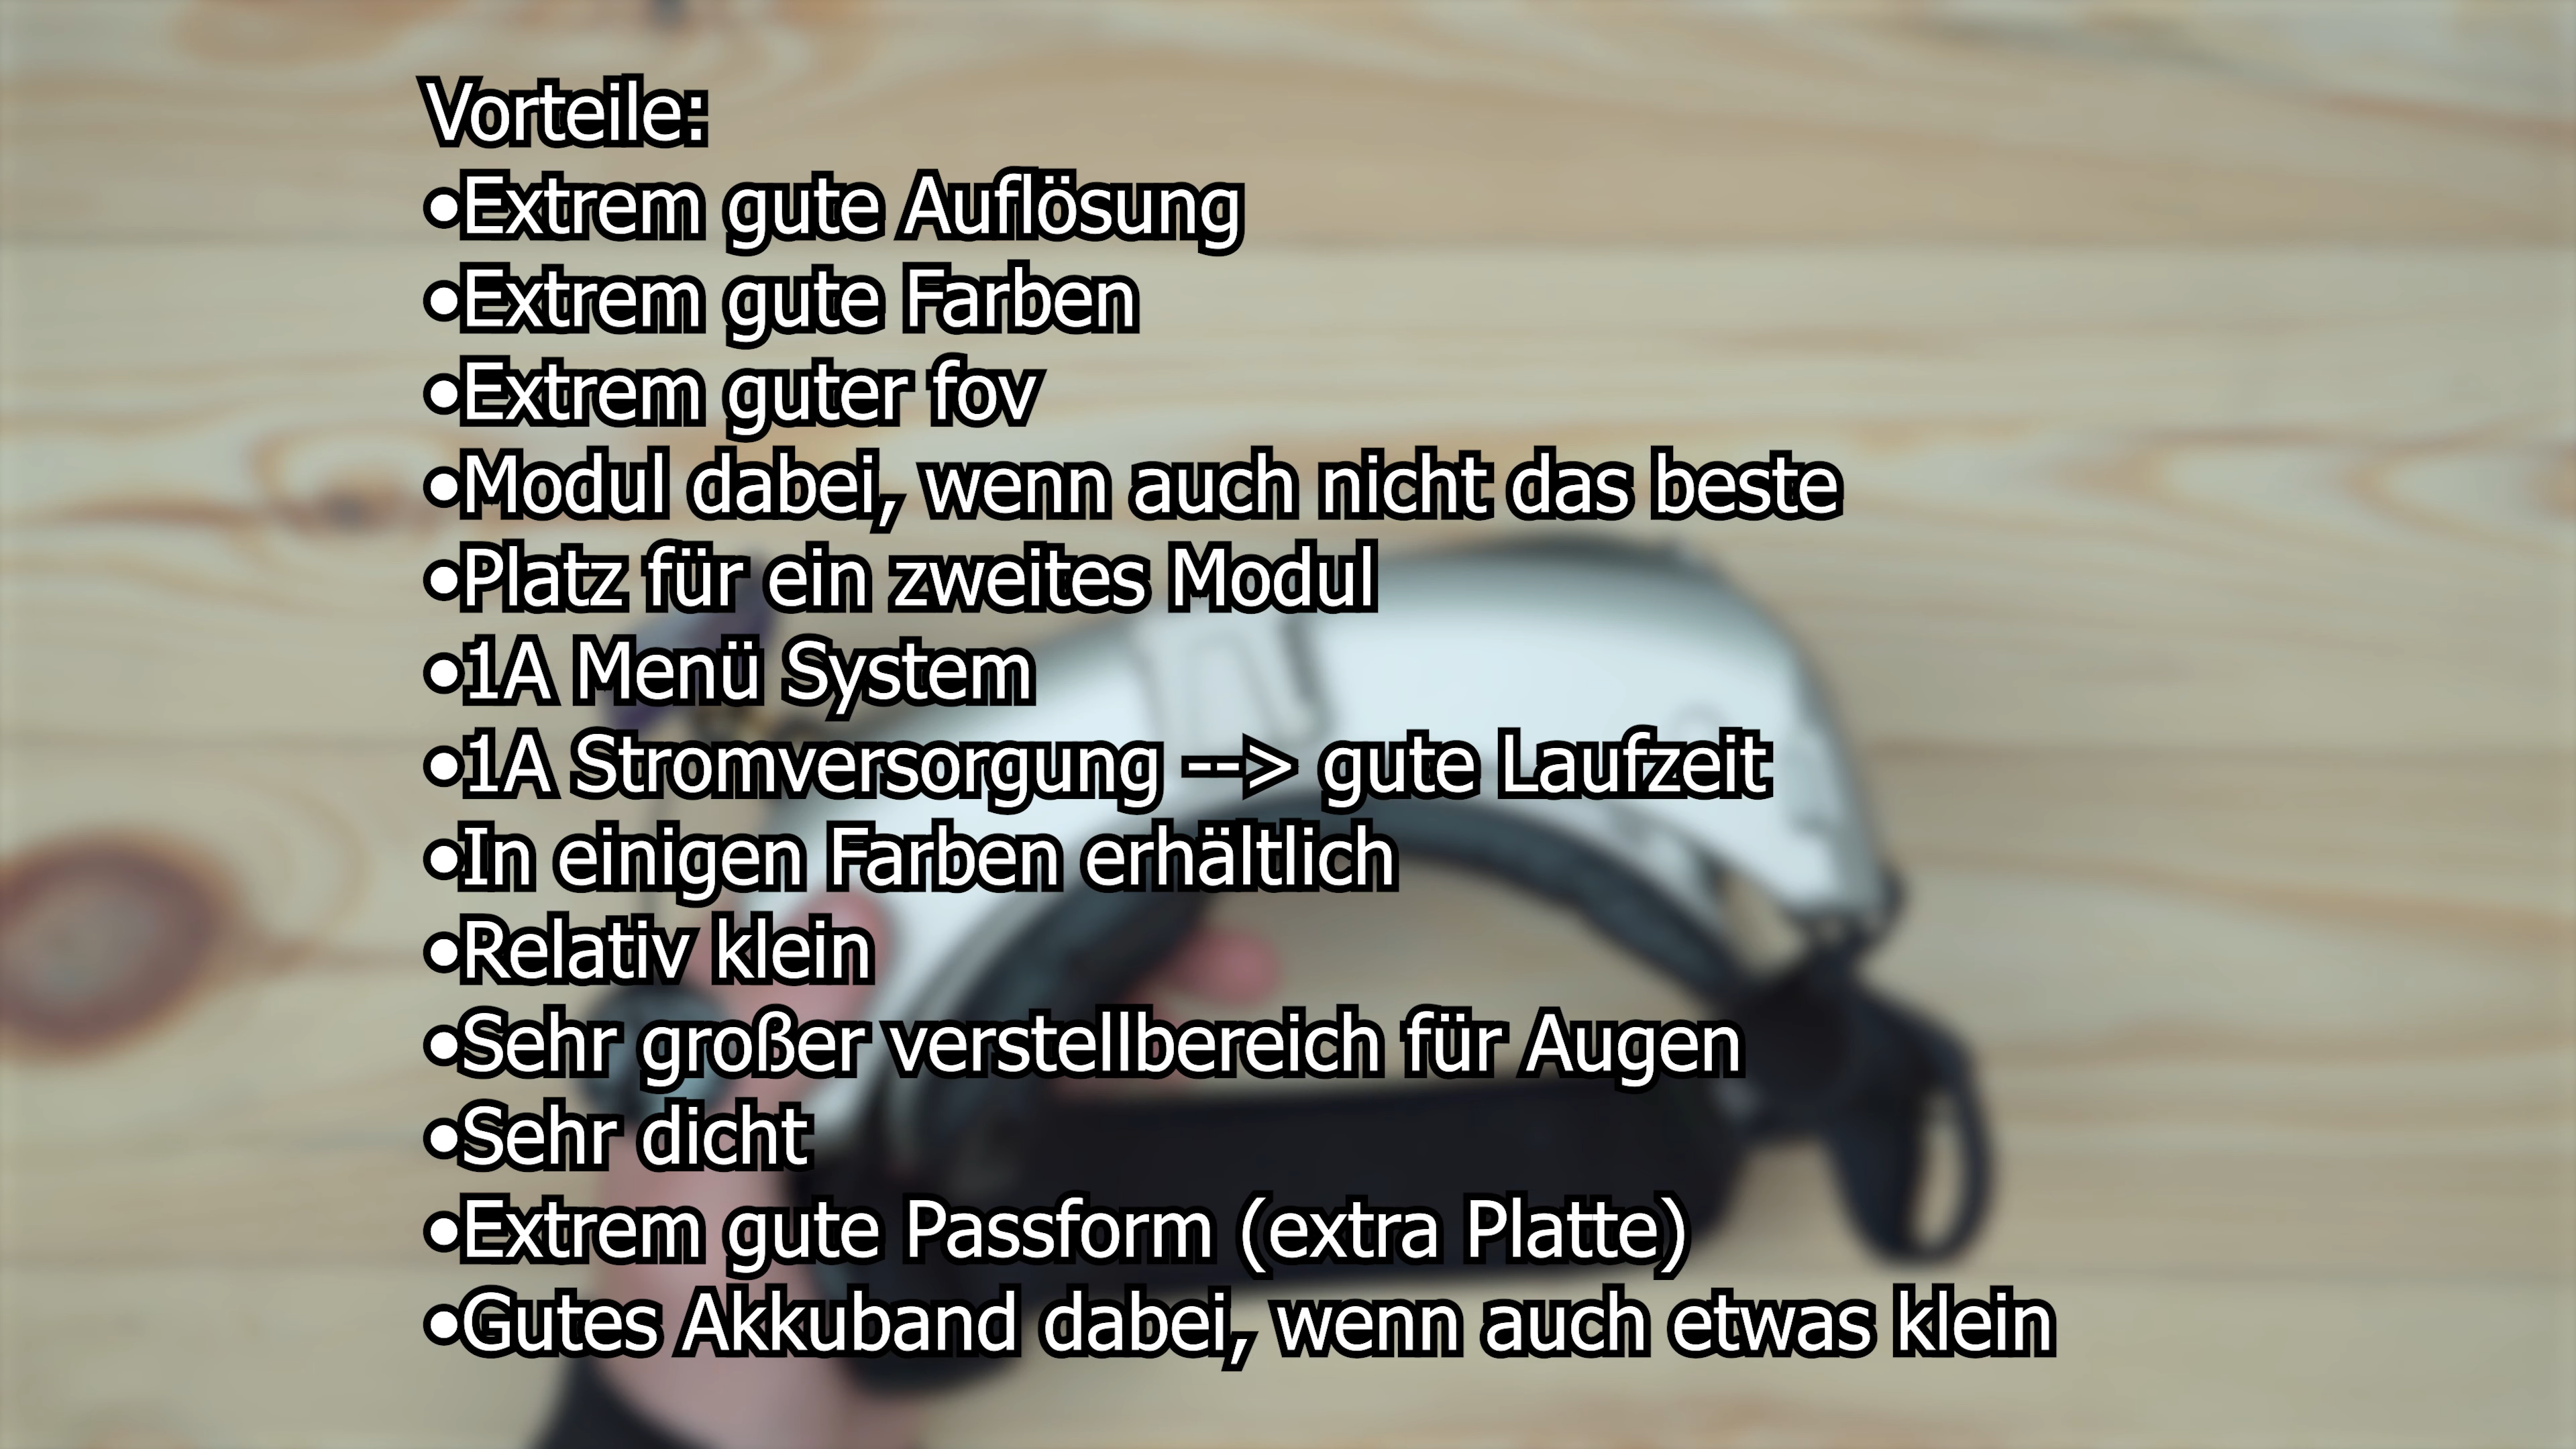 Vorteile:
•Extrem gute Auflösung
•Extrem gute Farben
•Extrem guter fov
•Modul dabei, wenn auch nicht das beste
•Platz für ein zweites Modul
•1A Menü System
•1A Stromversorgung --> gute Laufzeit
•In einigen Farben erhältlich
•Relativ klein
•Sehr großer verstellbereich für Augen
•Sehr dicht
•Extrem gute Passform (extra Platte)
•Gutes Akkuband dabei, wenn auch etwas klein